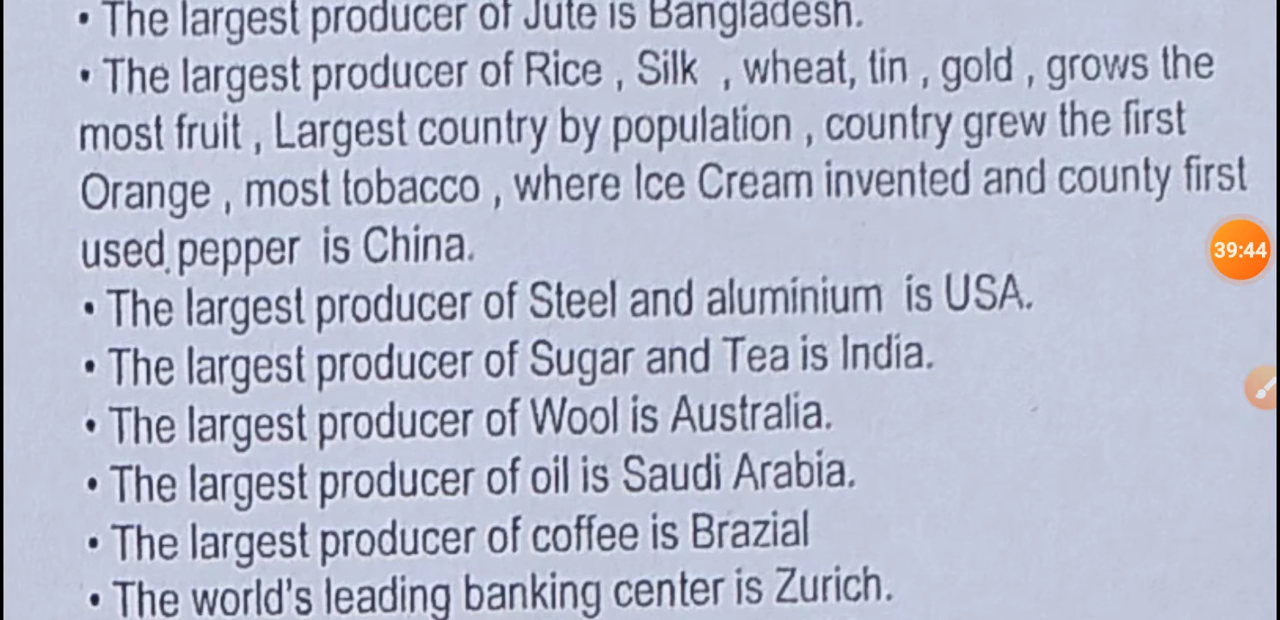 • The largest producer of Jute is Bangladesh.
• The largest producer of Rice , Silk , wheat, tin , gold , grows the
most fruit , Largest country by population , country grew the first
Orange , most tobacco , where Ice Cream invented and county first
used pepper is China.
39:44
• The largest producer of Steel and aluminium is USA.
• The largest producer of Sugar and Tea is India.
• The largest producer of Wool is Australia.
• The largest producer of oil is Saudi Arabia.
• The largest producer of coffee is Brazial
• The world's leading banking center is Zurich.